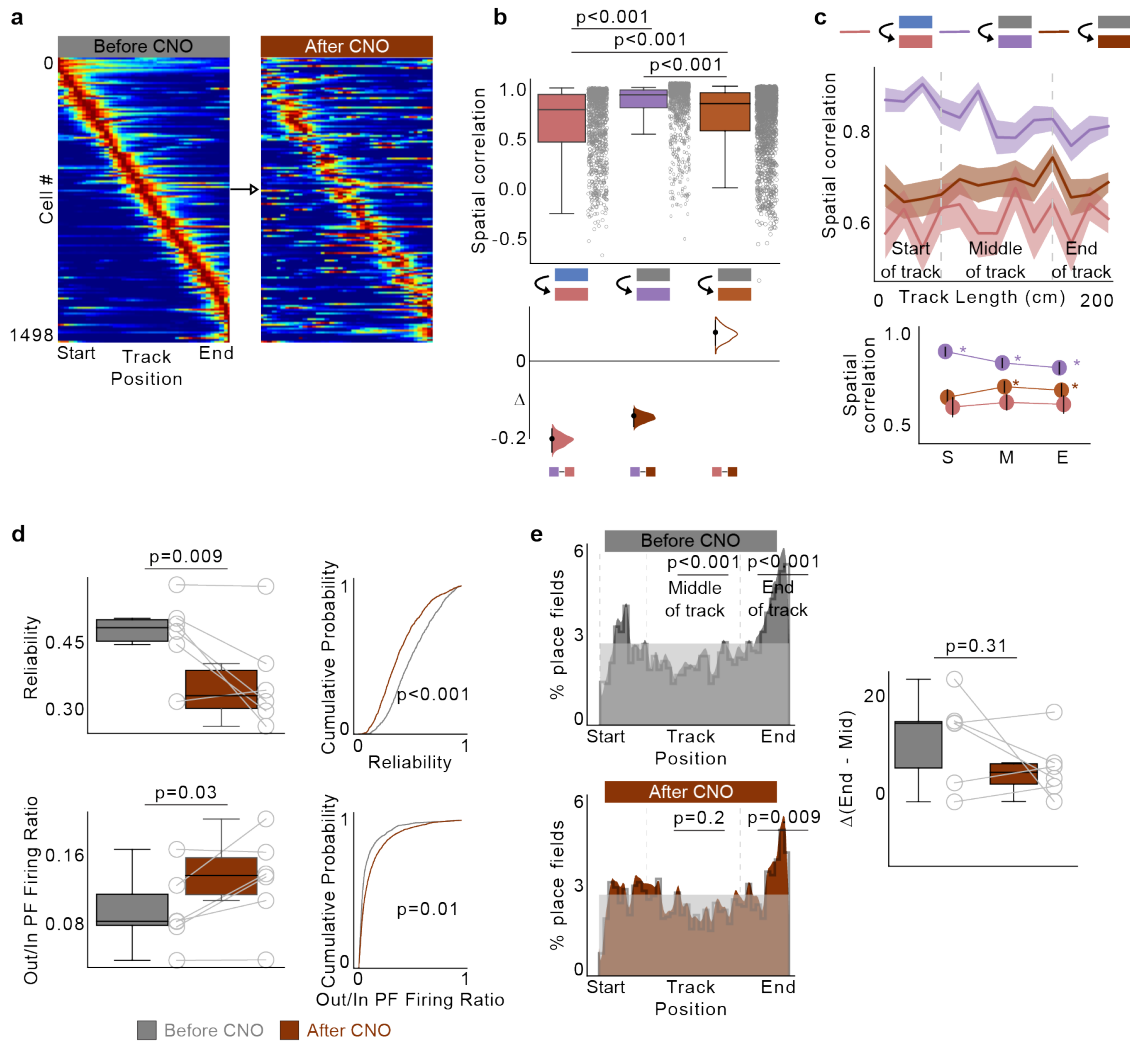 a
Before CNO
After CNO
0
Cell #
1498
Start
Track
Position
End
b
p<0.001
p<0.001
p<0.001
Spatial correlation
1.0
0.5
0.0
-0.5
0
Δ
-0.2
c
Spatial correlation
0.8
0.6
Start
of track
Middle
of track
End
of track
0
Track Length (cm)
200
1.0
Spatial
correlation
0.5
*
*
*
*
*
S
M
E
d
p=0.009
Reliability
0.45
0.30
Cumulative Probability
1
p<0.001
0
1
Reliability
p=0.03
Out/In PF Firing Ratio
0.16
0.08
Cumulative Probability
1
p=0.01
0
0
1
Out/In PF Firing Ratio
Before CNO
After CNO
e
Before CNO
6
p<0.001
p<0.001
Middle
of track
End
of track
% place fields
3
0
Start
Track
Position
End
After CNO
6
p=0.2
p=0.009
% place fields
3
0
Start
Track
Position
End
p=0.31
Δ(End - Mid)
20
0